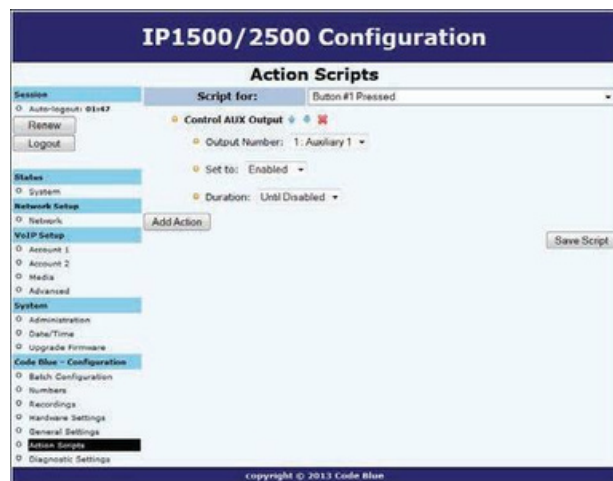 IP1500/2500 Configuration
Action Scripts
Session
Auto-logout: 01:47
Renew
Logout
Status
System
Network Setup
Network
VoIP Setup
Account 1
Account 2
Media
Advanced
System
Administration
Date/Time
Upgrade Firmware
Code Blue - Configuration
Batch Configuration
Numbers
Recordings
Hardware Settings
General Settings
Action Scripts
Diagnostic Settings
Script for: Button #1 Pressed
Control AUX Output
Output Number: 1: Auxiliary 1
Set to: Enabled
Duration: Until Disabled
Add Action
Save Script
copyright © 2013 Code Blue